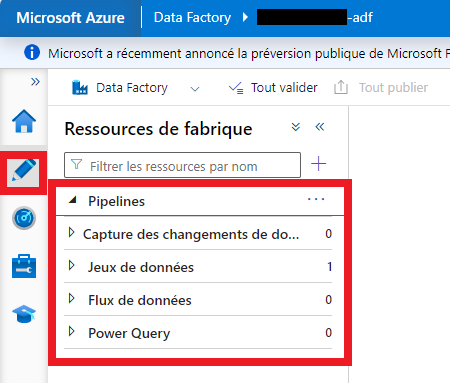 Microsoft Azure Data Factory -adf
Microsoft a récemment annoncé la préversion publique de Microsoft
Data Factory Tout valider Tout publier
Ressources de fabrique
Filtrer les ressources par nom
Pipelines
Capture des changements de do... 0
Jeux de données 1
Flux de données 0
Power Query 0